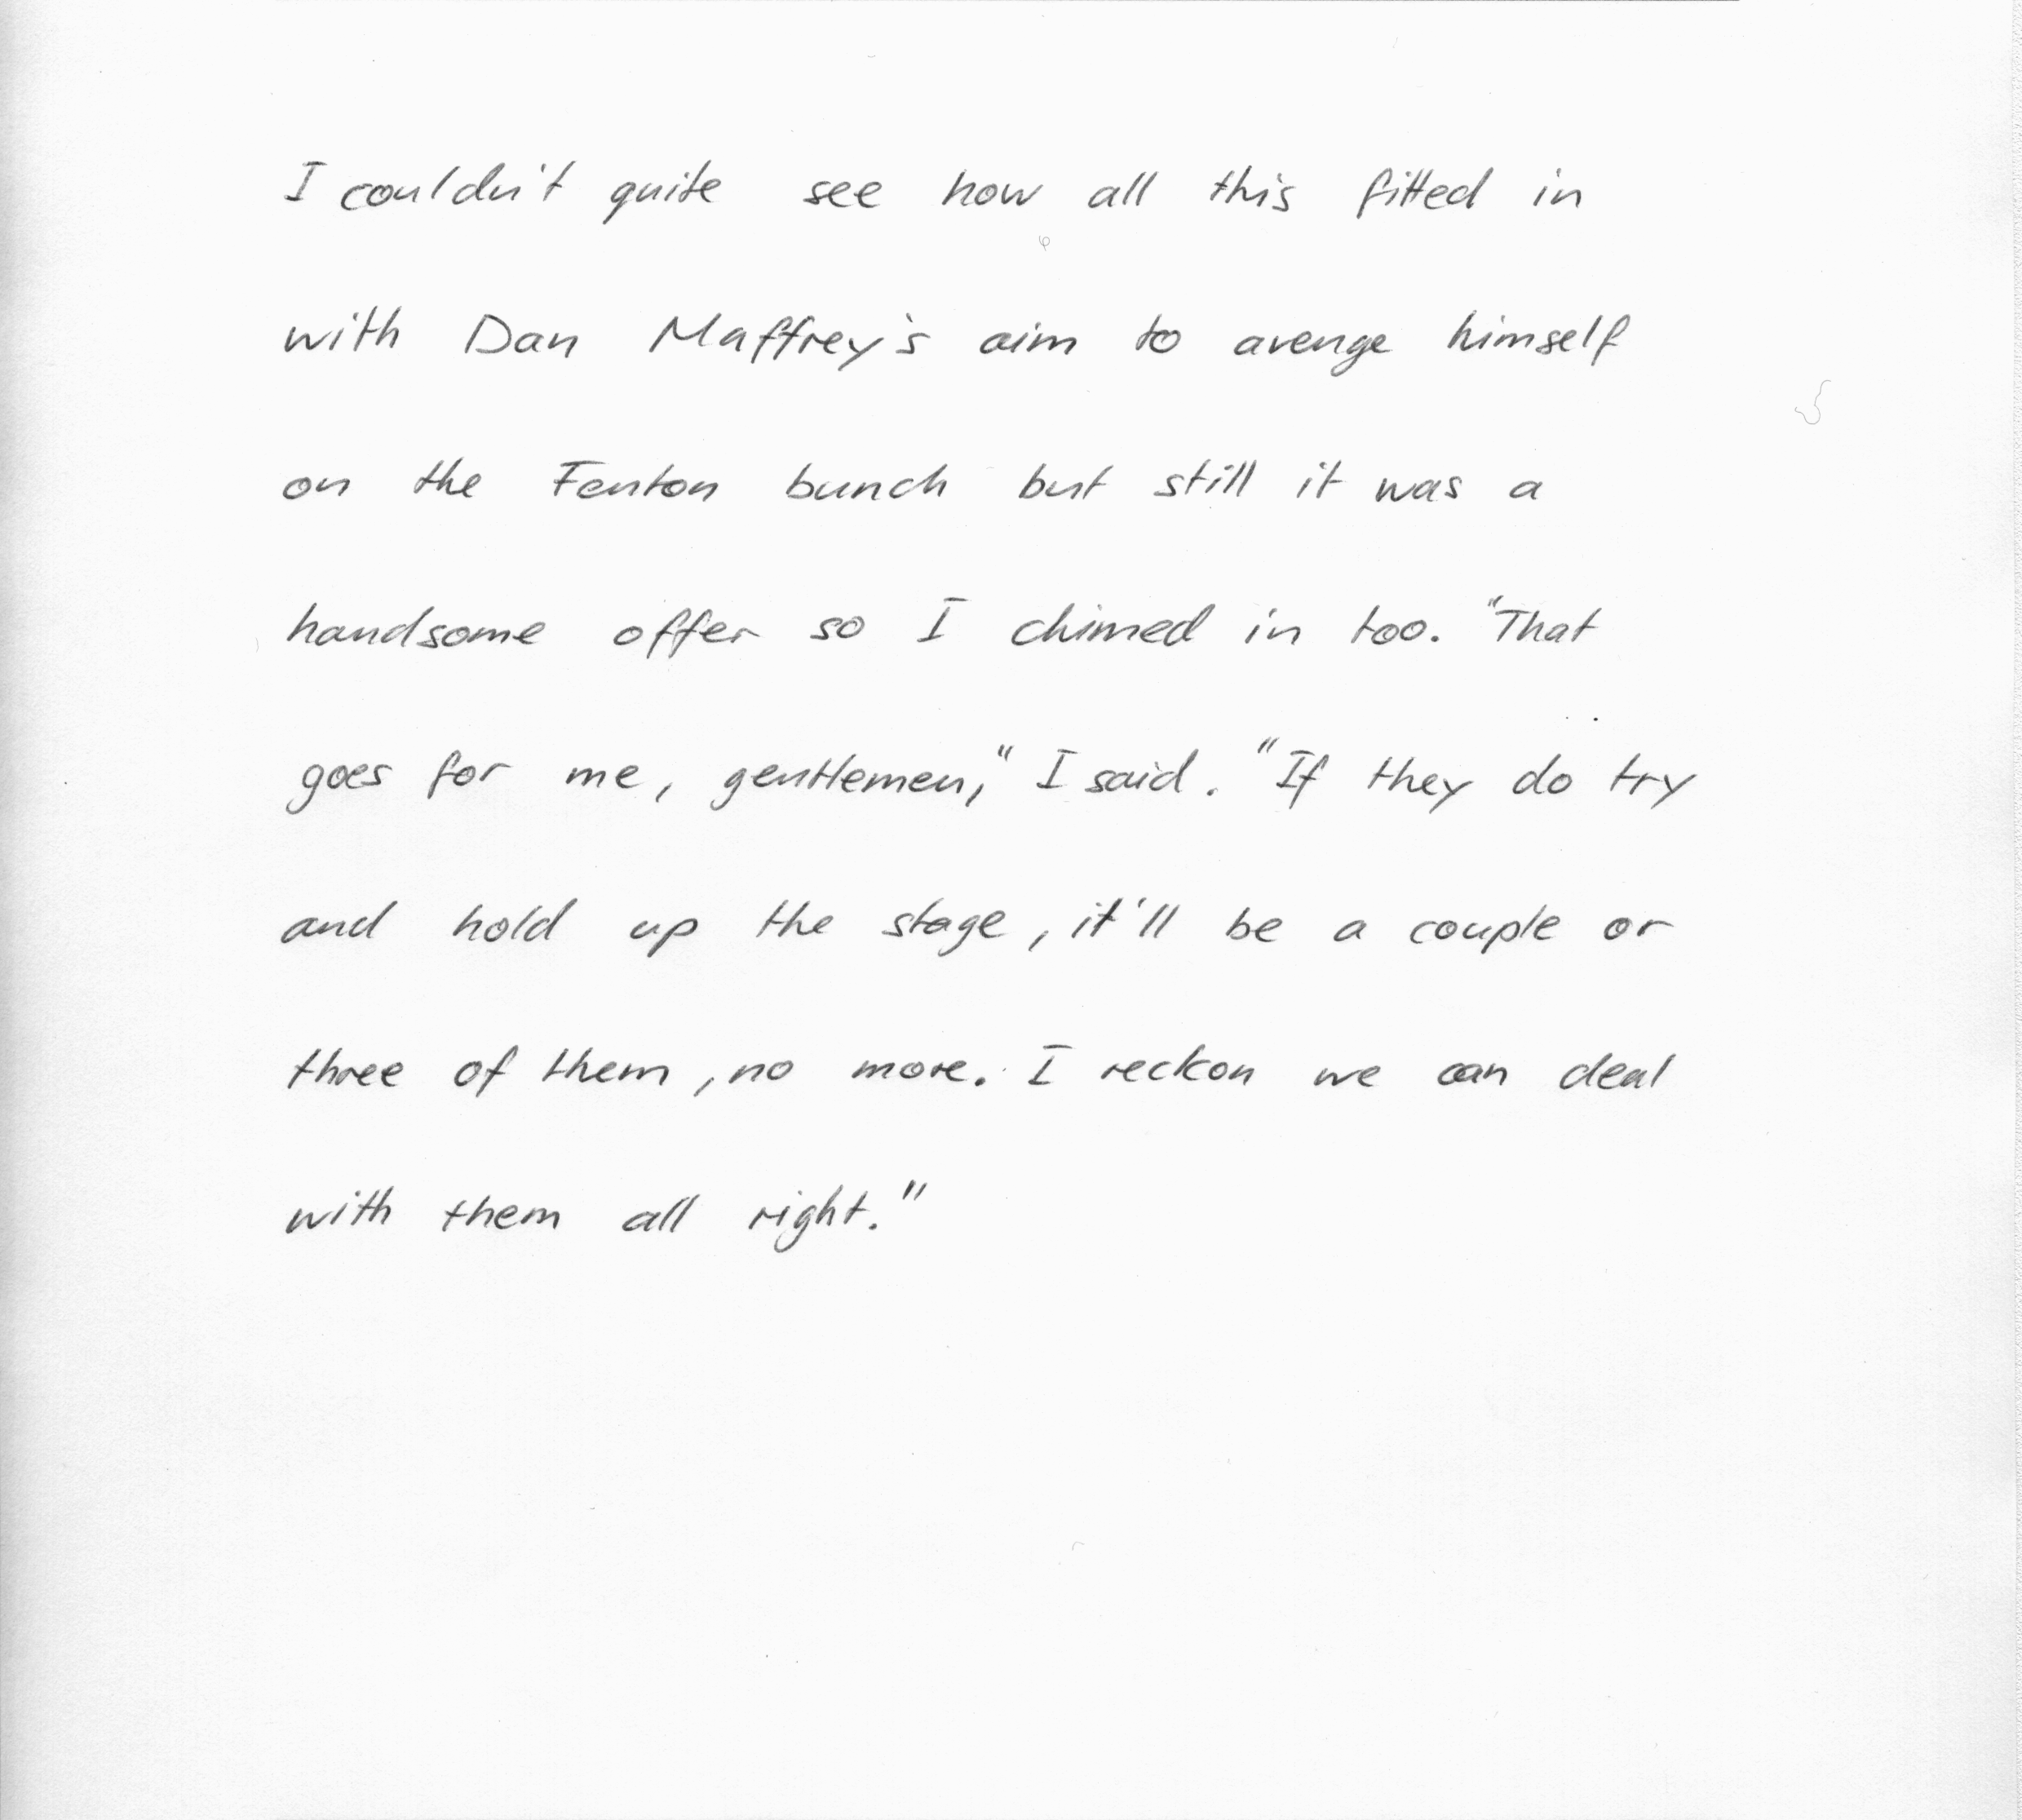 I couldn't quite see how all this fitted in
with Dan Maffrey's aim to avenge himself
on the Fenton bunch but still it was a
handsome offer so I chimed in too. "That
goes for me, gentlemen," I said. "If they do try
and hold up the stage, it'll be a couple or
three of them, no more. I reckon we can deal
with them all right."